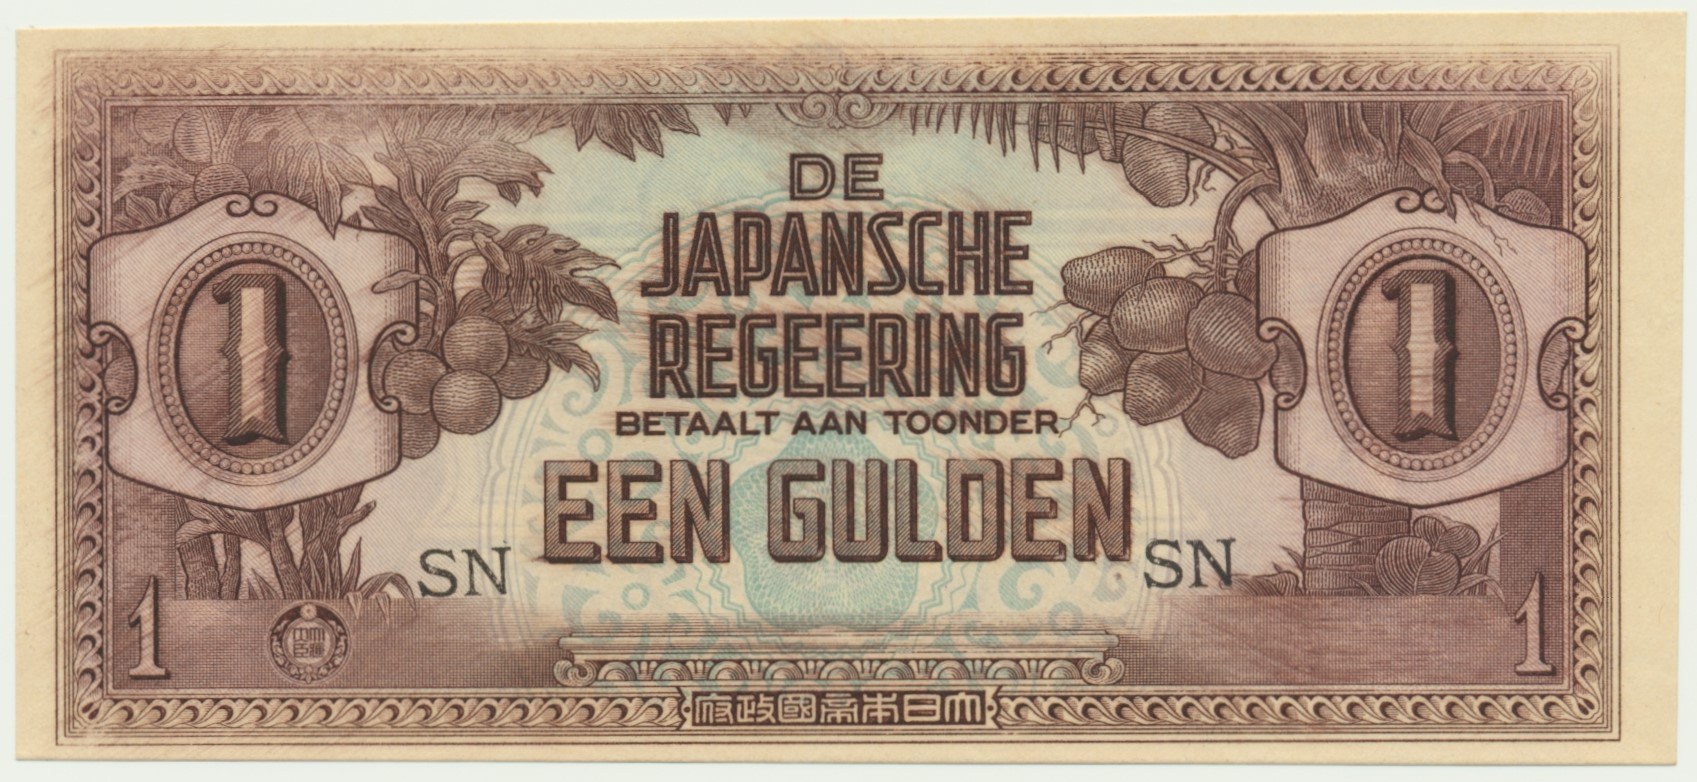 DE
JAPANSCHE
REGEERING
BETAALT AAN TOONDER
EEN GULDEN
1
1
SN
SN
1
1
府政國帝本日大